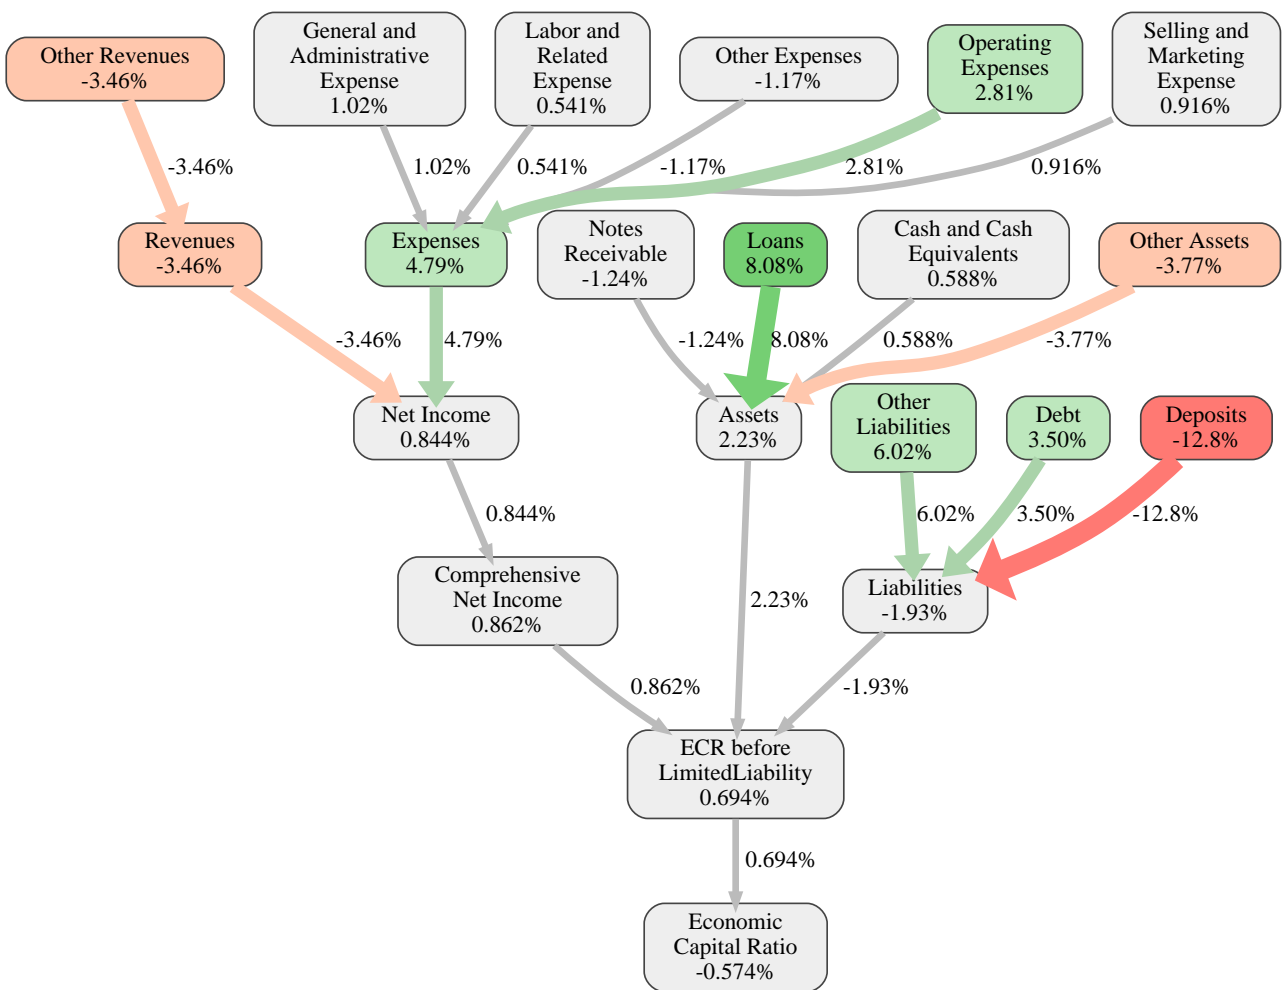 Other Revenues
-3.46%
General and
Administrative
Expense
1.02%
Labor and
Related
Expense
0.541%
Other Expenses
-1.17%
Operating
Expenses
2.81%
Selling and
Marketing
Expense
0.916%
-3.46%
1.02%
0.541%
-1.17%
2.81%
0.916%
Revenues
-3.46%
Expenses
4.79%
Notes
Receivable
-1.24%
Loans
8.08%
Cash and Cash
Equivalents
0.588%
Other Assets
-3.77%
-3.46%
4.79%
-1.24%
8.08%
0.588%
-3.77%
Net Income
0.844%
Assets
2.23%
Other
Liabilities
6.02%
Debt
3.50%
Deposits
-12.8%
0.844%
6.02%
3.50%
-12.8%
Comprehensive
Net Income
0.862%
2.23%
Liabilities
-1.93%
0.862%
-1.93%
ECR before
LimitedLiability
0.694%
0.694%
Economic
Capital Ratio
-0.574%